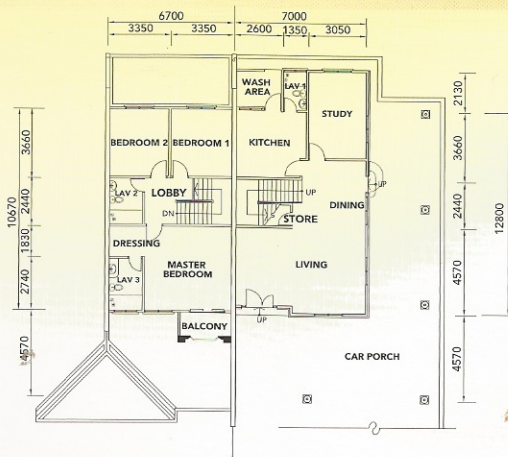 6700 7000
3350 3350 2600 1350 3050
WASH
AREA
LAV 1
STUDY
BEDROOM 2 BEDROOM 1 KITCHEN
LAV 2 LOBBY
UP
DN
STORE
DINING
UP
DRESSING
MASTER
BEDROOM
LIVING
LAV 3
BALCONY
UP
CAR PORCH
10670
3660
2440
1830
2740
4570
2130
3660
2440
4570
4570
12800